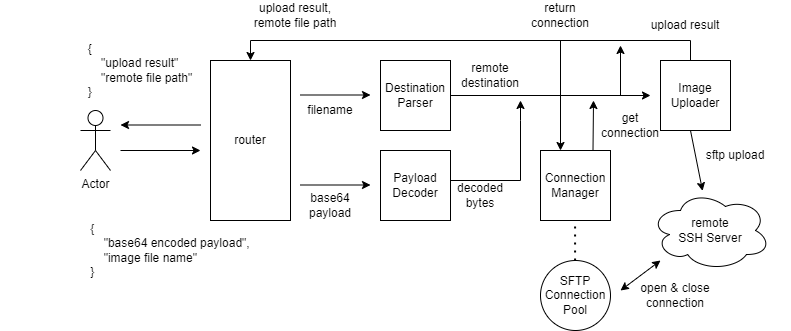 upload result,
remote file path
return
connection
upload result
{
"upload result"
"remote file path"
}
router
filename
Destination
Parser
remote
destination
Image
Uploader
get
connection
Actor
base64
payload
Payload
Decoder
decoded
bytes
Connection
Manager
sftp upload
{
"base64 encoded payload",
"image file name"
}
remote
SSH Server
SFTP
Connection
Pool
open & close
connection